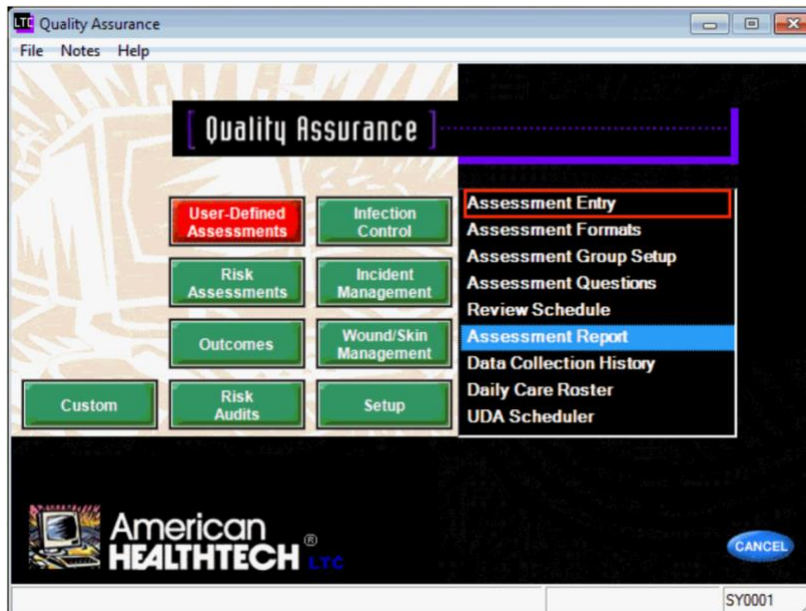 LTC Quality Assurance
File Notes Help
[ Quality Assurance ]
User-Defined
Assessments
Infection
Control
Risk
Assessments
Incident
Management
Outcomes
Wound/Skin
Management
Custom
Risk
Audits
Setup
Assessment Entry
Assessment Formats
Assessment Group Setup
Assessment Questions
Review Schedule
Assessment Report
Data Collection History
Daily Care Roster
UDA Scheduler
American
HEALTHTECH ® LTC
CANCEL
SY0001